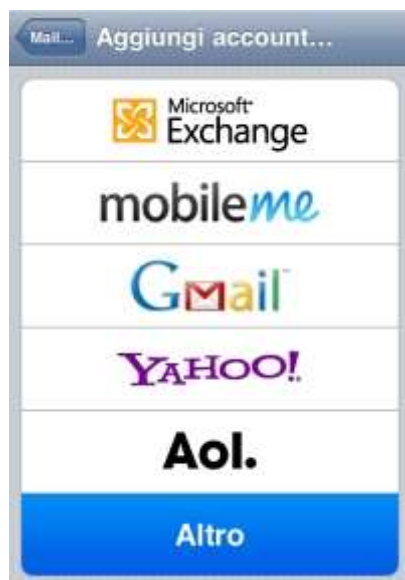 Mail...
Aggiungi account...
Microsoft
Exchange
mobileme
Gmail
YAHOO!
Aol.
Altro